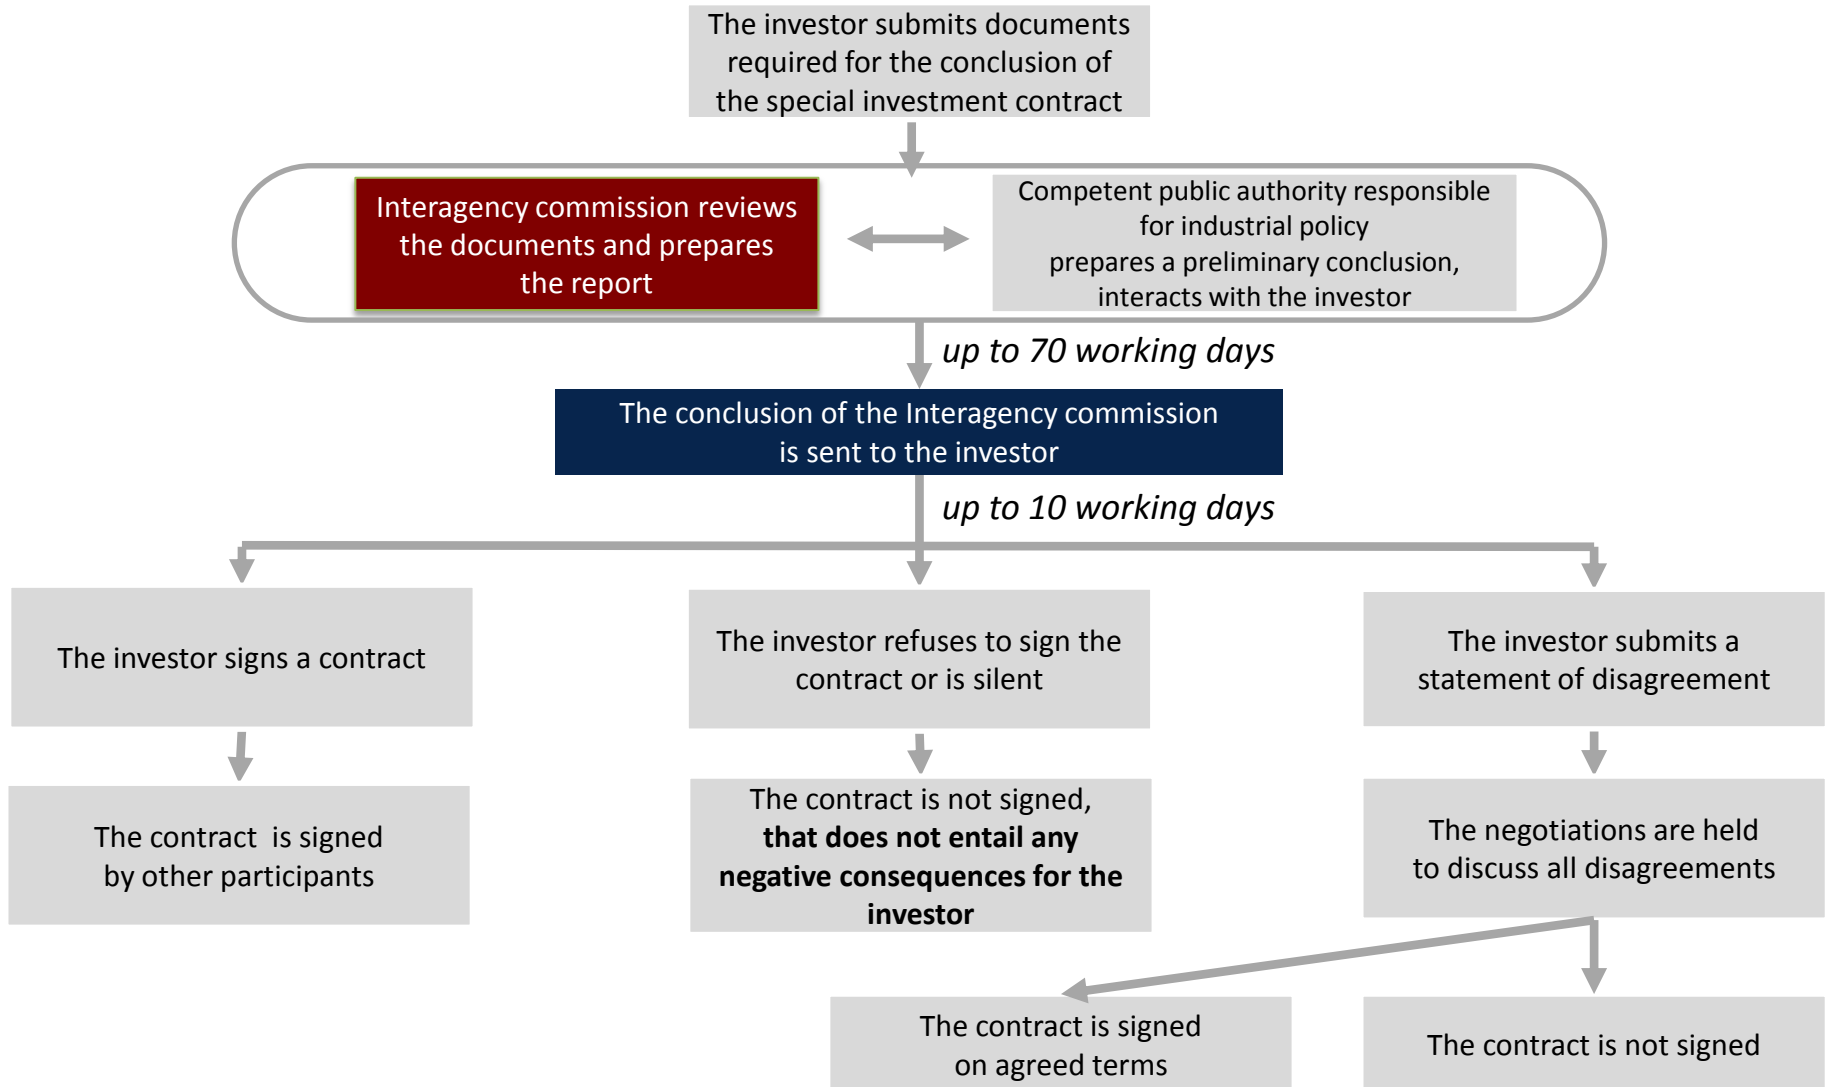 The investor submits documents
required for the conclusion of
the special investment contract
Interagency commission reviews
the documents and prepares
the report
Competent public authority responsible
for industrial policy
prepares a preliminary conclusion,
interacts with the investor
up to 70 working days
The conclusion of the Interagency commission
is sent to the investor
up to 10 working days
The investor signs a contract
The investor refuses to sign the
contract or is silent
The investor submits a
statement of disagreement
The contract is signed
by other participants
The contract is not signed,
that does not entail any
negative consequences for the
investor
The negotiations are held
to discuss all disagreements
The contract is signed
on agreed terms
The contract is not signed